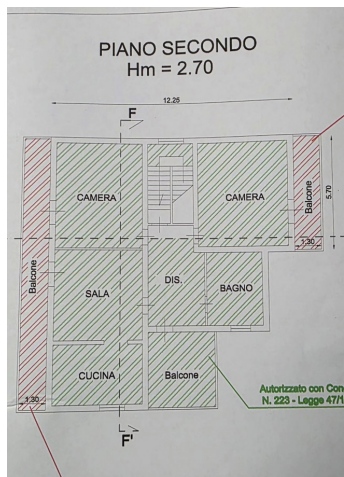 PIANO SECONDO
Hm = 2.70
12.25
F
CAMERA
CAMERA
Balcone
5.70
1.30
Balcone
SALA
DIS.
BAGNO
CUCINA
Balcone
1.30
Autorizzato con Con
N. 223 - Legge 47/1
F'